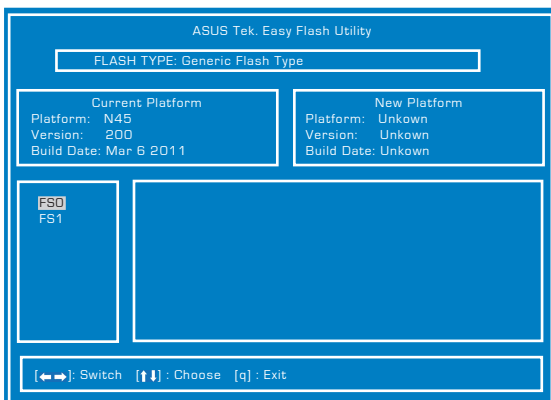 ASUS Tek. Easy Flash Utility
FLASH TYPE: Generic Flash Type
Current Platform
Platform: N45
Version: 200
Build Date: Mar 6 2011
New Platform
Platform: Unkown
Version: Unkown
Build Date: Unkown
FS0
FS1
[←→]: Switch [↑↓] : Choose [q] : Exit